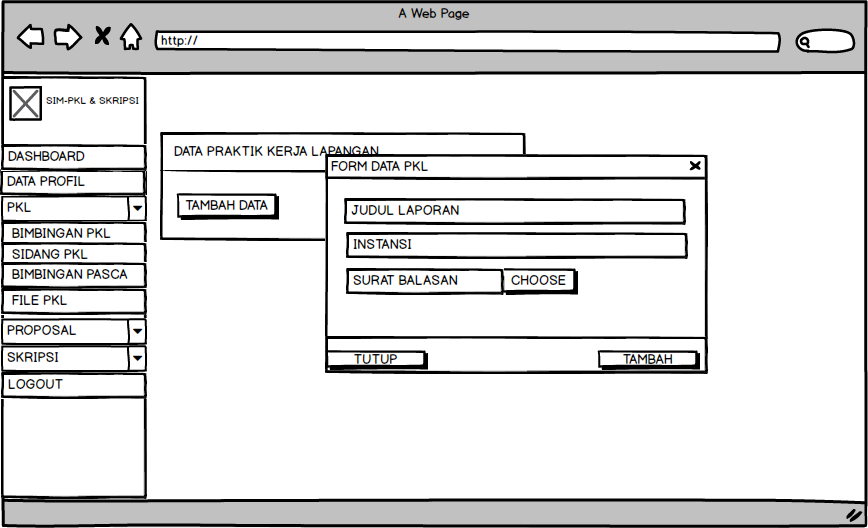 A Web Page
http://
SIM-PKL & SKRIPSI
DASHBOARD
DATA PROFIL
PKL
BIMBINGAN PKL
SIDANG PKL
BIMBINGAN PASCA
FILE PKL
PROPOSAL
SKRIPSI
LOGOUT
DATA PRAKTIK KERJA LAPANGAN
TAMBAH DATA
FORM DATA PKL
JUDUL LAPORAN
INSTANSI
SURAT BALASAN
CHOOSE
TUTUP
TAMBAH